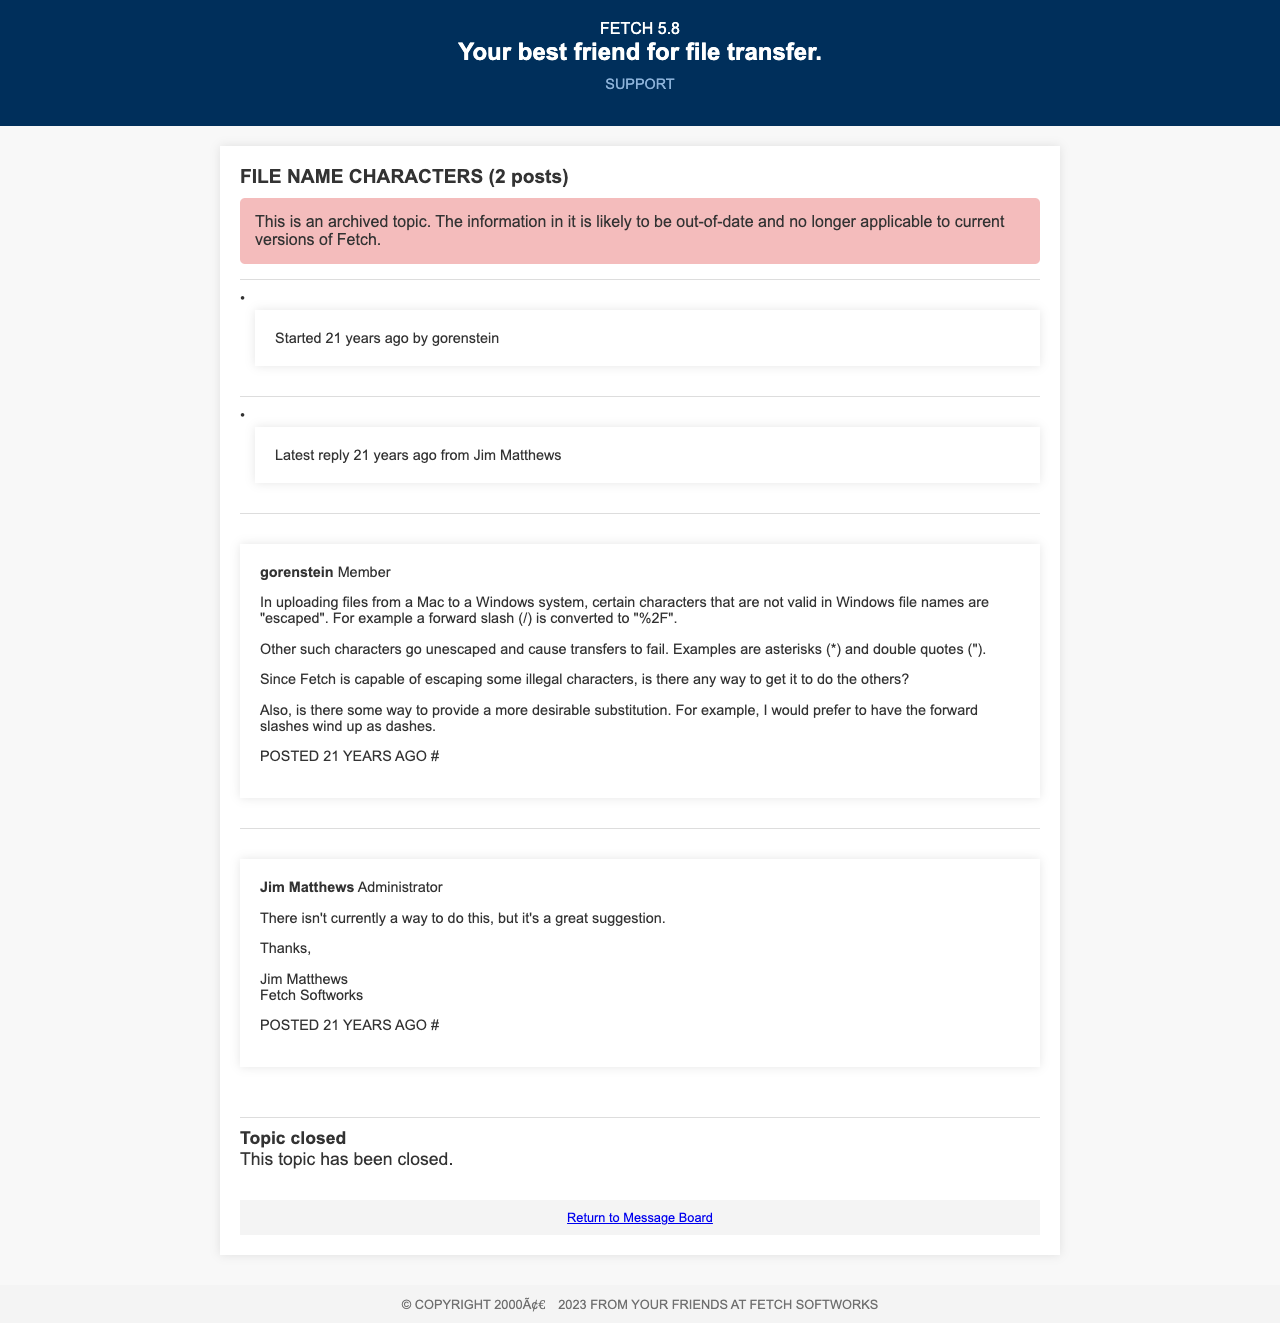 FETCH 5.8
Your best friend for file transfer.
SUPPORT
FILE NAME CHARACTERS (2 posts)
This is an archived topic. The information in it is likely to be out-of-date and no longer applicable to current
versions of Fetch.
•
Started 21 years ago by gorenstein
•
Latest reply 21 years ago from Jim Matthews
gorenstein Member
In uploading files from a Mac to a Windows system, certain characters that are not valid in Windows file names are
"escaped". For example a forward slash (/) is converted to "%2F".
Other such characters go unescaped and cause transfers to fail. Examples are asterisks (*) and double quotes (").
Since Fetch is capable of escaping some illegal characters, is there any way to get it to do the others?
Also, is there some way to provide a more desirable substitution. For example, I would prefer to have the forward
slashes wind up as dashes.
POSTED 21 YEARS AGO #
Jim Matthews Administrator
There isn't currently a way to do this, but it's a great suggestion.
Thanks,
Jim Matthews
Fetch Softworks
POSTED 21 YEARS AGO #
Topic closed
This topic has been closed.
Return to Message Board
© COPYRIGHT 2000Ã¢€ 2023 FROM YOUR FRIENDS AT FETCH SOFTWORKS